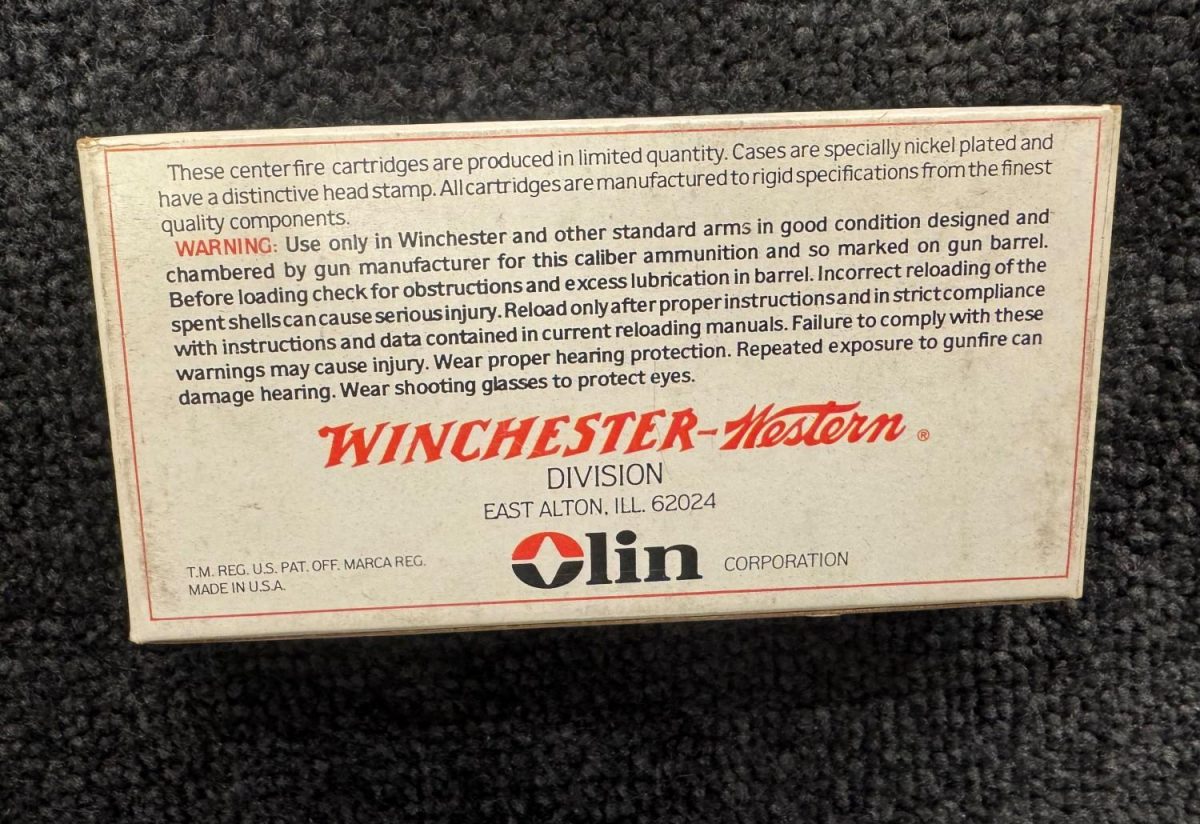 These centerfire cartridges are produced in limited quantity. Cases are specially nickel plated and
have a distinctive head stamp. All cartridges are manufactured to rigid specifications from the finest
quality components.
WARNING: Use only in Winchester and other standard arms in good condition designed and
chambered by gun manufacturer for this caliber ammunition and so marked on gun barrel.
Before loading check for obstructions and excess lubrication in barrel. Incorrect reloading of the
spent shells can cause serious injury. Reload only after proper instructions and in strict compliance
with instructions and data contained in current reloading manuals. Failure to comply with these
warnings may cause injury. Wear proper hearing protection. Repeated exposure to gunfire can
damage hearing. Wear shooting glasses to protect eyes.
WINCHESTER-Western ®
DIVISION
EAST ALTON, ILL. 62024
Olin CORPORATION
T.M. REG. U.S. PAT. OFF. MARCA REG.
MADE IN U.S.A.